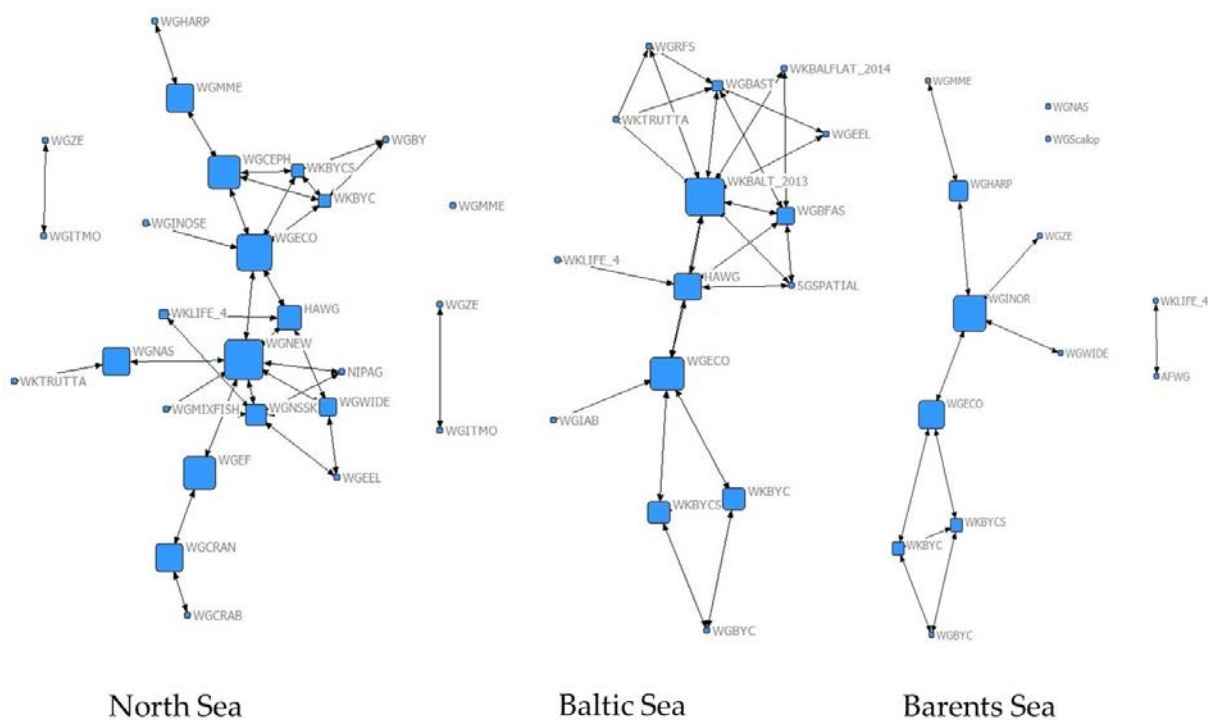 WGHARP
WGMME
WGZE
WGITMO
WGCEPH
WKBYCS
WGBY
WKBYC
WGINOSE
WGECO
WKLIFE_4
HAWG
WGNAS
WGNEW
WKTRUTTA
NIPAG
WGMIXFISH
WGNSSK
WGWIDE
WGEEL
WGEF
WGCRAN
WGCRAB
WGMME
WGZE
WGITMO
North Sea
WGRFS
WKBALFLAT_2014
WGBAST
WKTRUTTA
WGEEL
WKBALT_2013
WGBFAS
WKLIFE_4
HAWG
SGSPATIAL
WGECO
WGIAB
WKBYCS
WKBYC
WGBYC
Baltic Sea
WGMME
WGNAS
WGScallop
WGHARP
WGZE
WGINOR
WKLIFE_4
WGWIDE
AFWG
WGECO
WKBYCS
WKBYC
WGBYC
Barents Sea